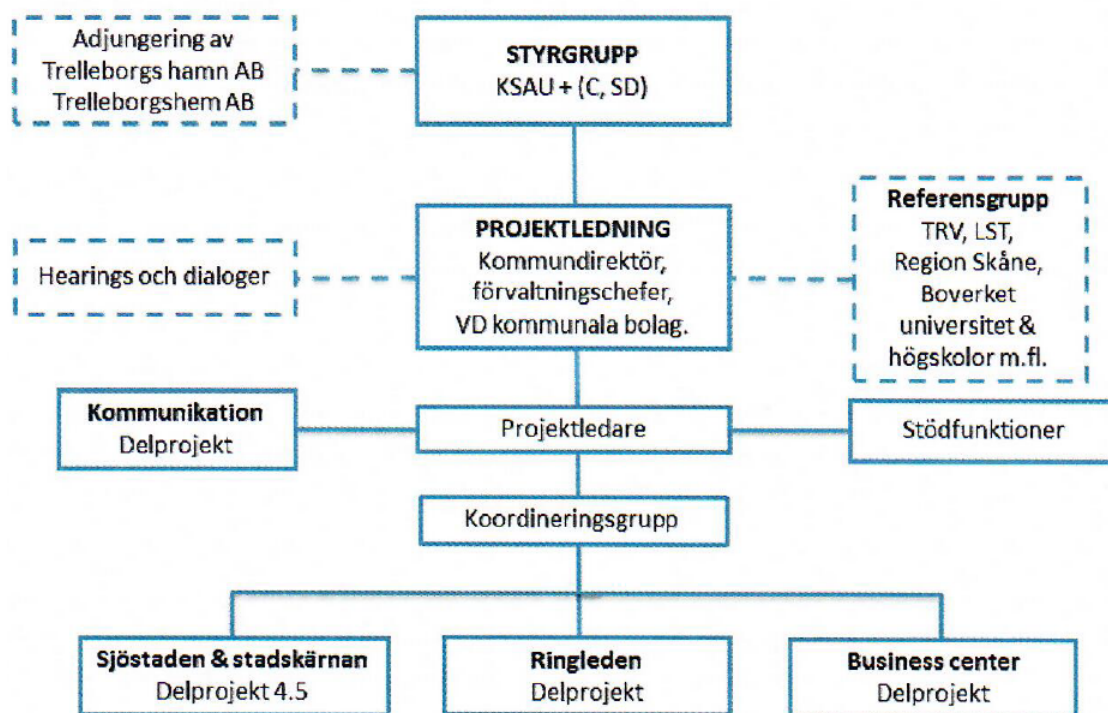 Adjungering av
Trelleborgs hamn AB
Trelleborgshem AB
STYRGRUPP
KSAU + (C, SD)
Hearings och dialoger
PROJEKTLEDNING
Kommundirektör,
förvaltningschefer,
VD kommunala bolag.
Referensgrupp
TRV, LST,
Region Skåne,
Boverket
universitet &
högskolor m.fl.
Kommunikation
Delprojekt
Projektledare
Stödfunktioner
Koordineringsgrupp
Sjöstaden & stadskärnan
Delprojekt 4.5
Ringleden
Delprojekt
Business center
Delprojekt